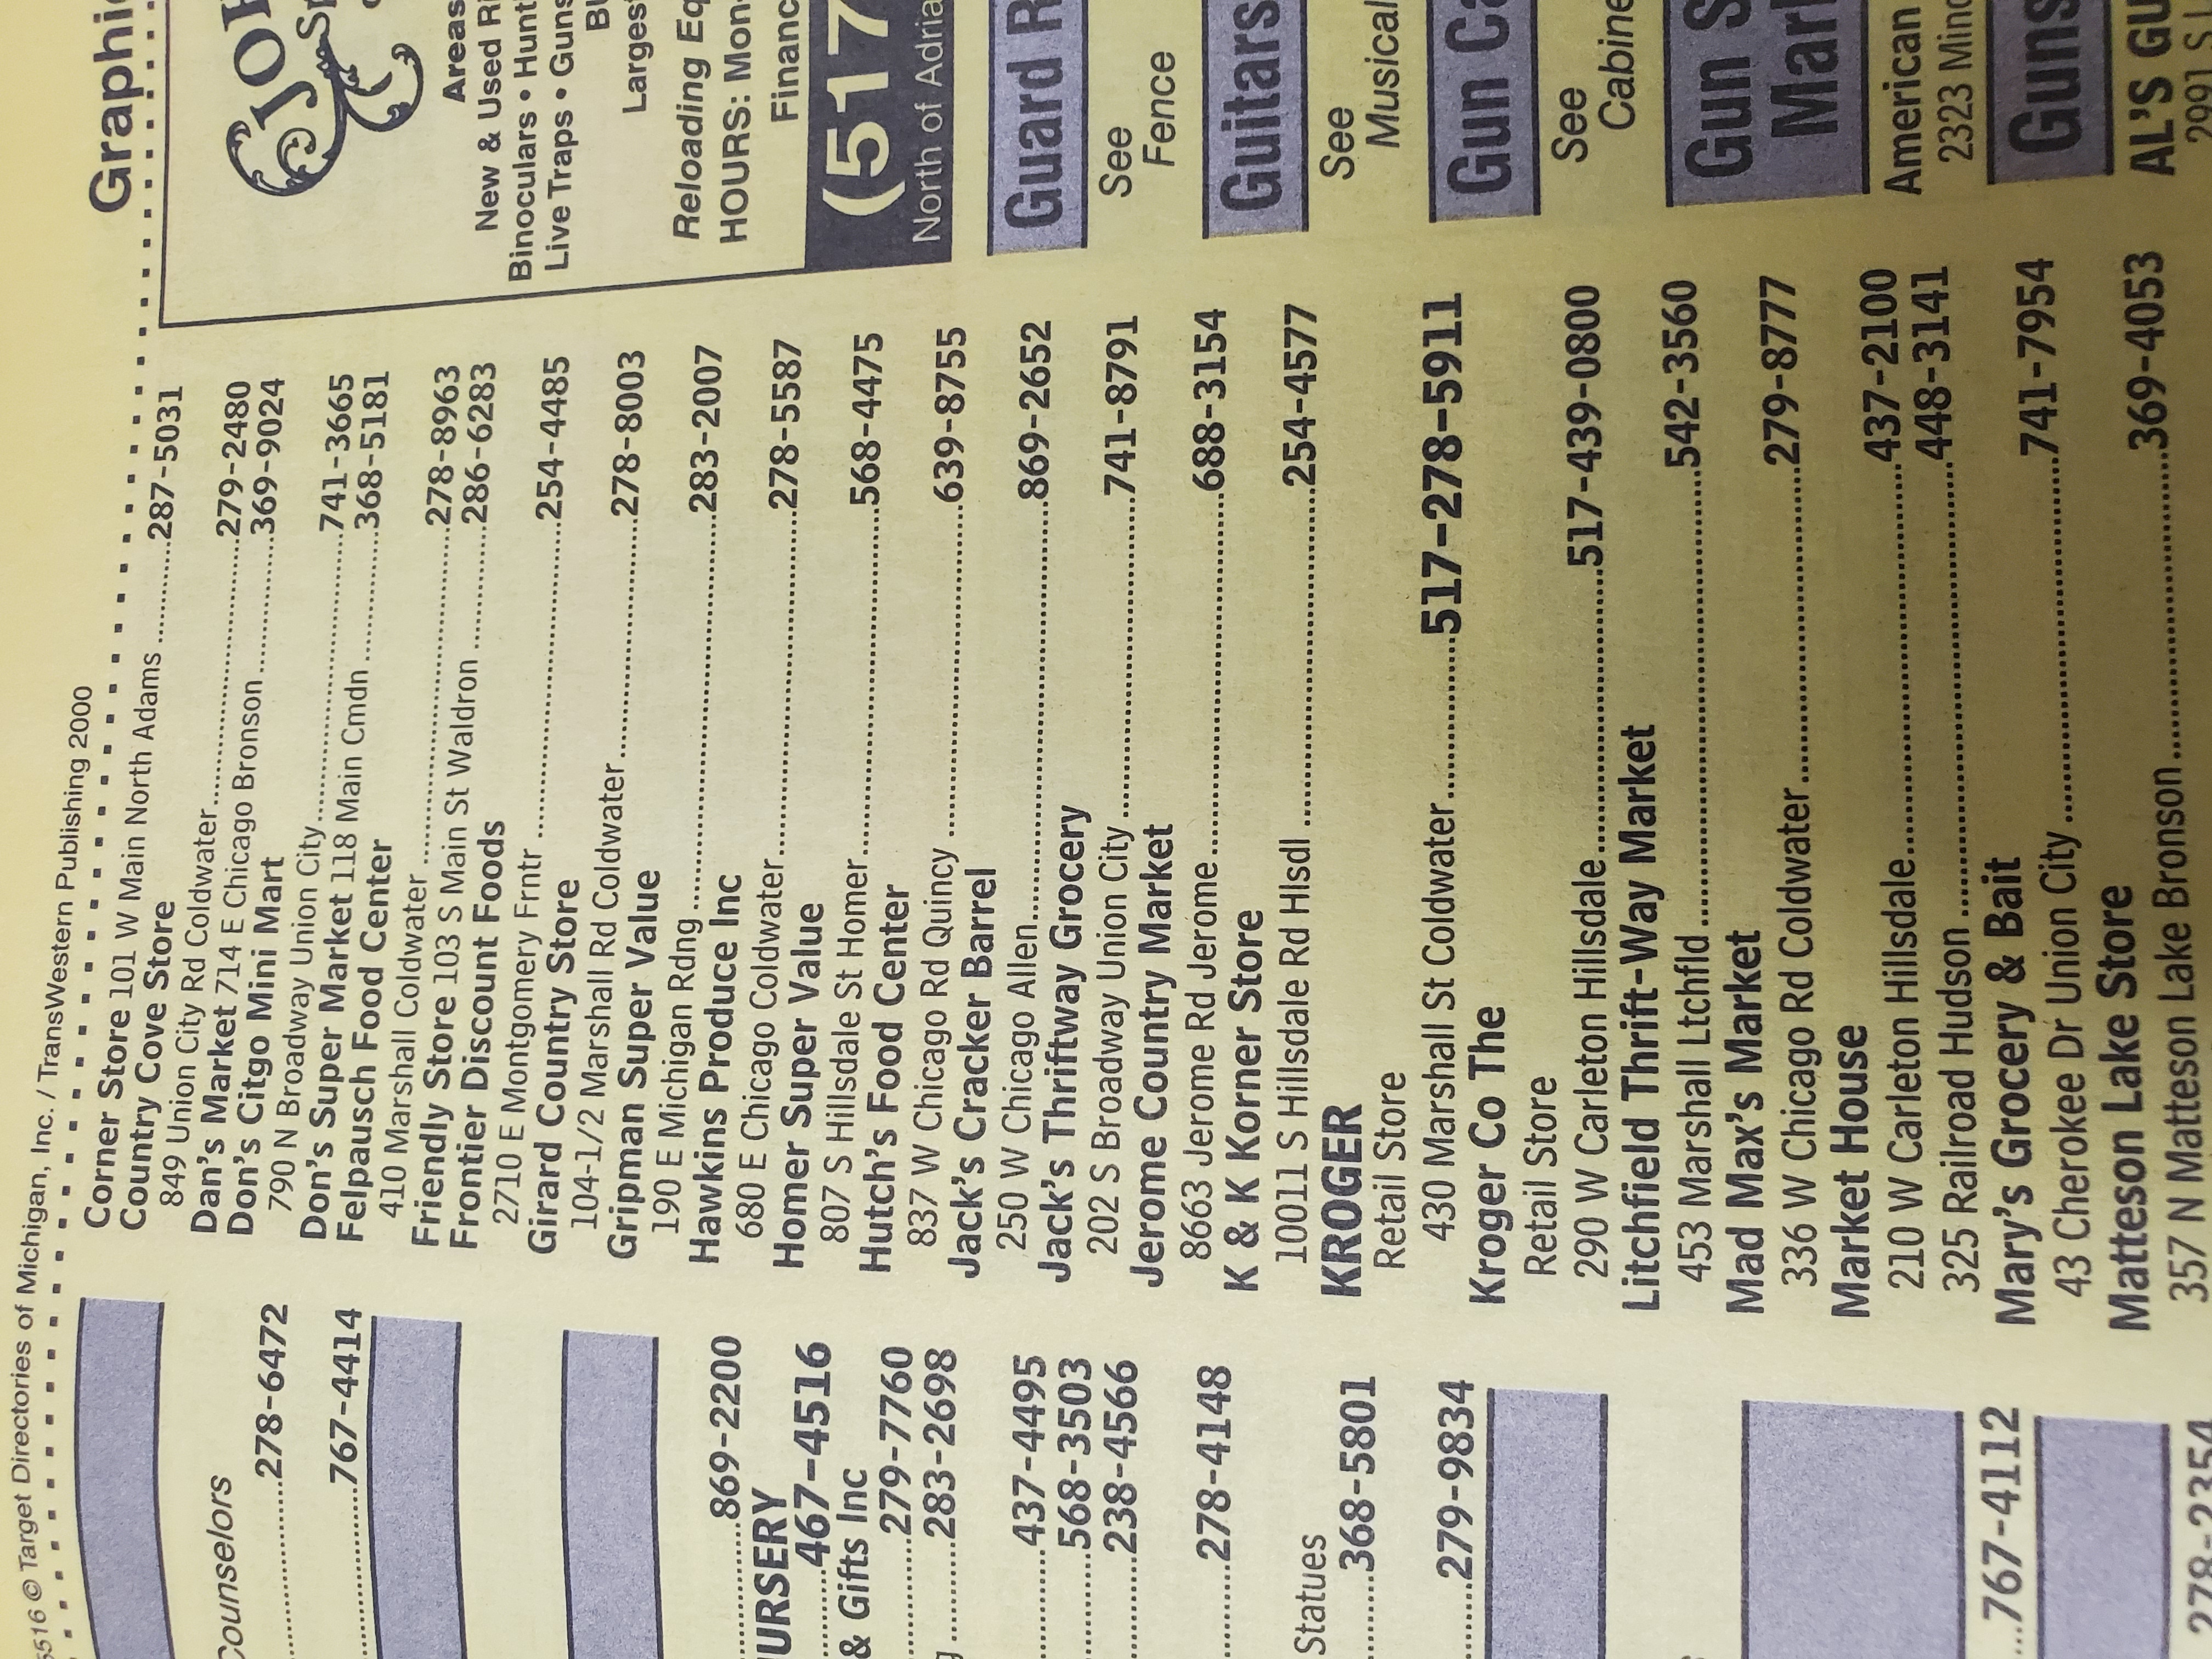 5516 © Target Directories of Michigan, Inc. / TransWestern Publishing 2000
Counselors
278-6472
767-4414
869-2200
467-4516
& Gifts Inc
279-7760
283-2698
437-4495
568-3503
238-4566
278-4148
Statues
368-5801
279-9834
767-4112
Corner Store 101 W Main North Adams 287-5031
Country Cove Store
849 Union City Rd Coldwater 279-2480
Dan's Market 714 E Chicago Bronson 369-9024
Don's Citgo Mini Mart
790 N Broadway Union City 741-3665
Don's Super Market 118 Main Cmdn 368-5181
Felpausch Food Center
410 Marshall Coldwater 278-8963
Friendly Store 103 S Main St Waldron 286-6283
Frontier Discount Foods
2710 E Montgomery Frntr 254-4485
Girard Country Store
104-1/2 Marshall Rd Coldwater 278-8003
Gripman Super Value
190 E Michigan Rdng 283-2007
Hawkins Produce Inc
680 E Chicago Coldwater 278-5587
Homer Super Value
807 S Hillsdale St Homer 568-4475
Hutch's Food Center
837 W Chicago Rd Quincy 639-8755
Jack's Cracker Barrel
250 W Chicago Allen 869-2652
Jack's Thriftway Grocery
202 S Broadway Union City 741-8791
Jerome Country Market
8663 Jerome Rd Jerome 688-3154
K & K Korner Store
10011 S Hillsdale Rd Hlsdl 254-4577
KROGER
Retail Store
430 Marshall St Coldwater 517-278-5911
Kroger Co The
Retail Store
290 W Carleton Hillsdale 517-439-0800
Litchfield Thrift-Way Market
453 Marshall Ltchfld 542-3560
Mad Max's Market
336 W Chicago Rd Coldwater 279-8777
Market House
210 W Carleton Hillsdale 437-2100
325 Railroad Hudson 448-3141
Mary's Grocery & Bait
43 Cherokee Dr Union City 741-7954
Matteson Lake Store
357 N Matteson Lake Bronson 369-4053
Graphi
Areas
New & Used
Binoculars • Hunt
Live Traps • Guns
Largest
Reloading Eq
HOURS: Mon
Financ
(517
North of Adria
Guard R
See
Fence
Guitars
See
Musical
Gun Ca
See
Cabine
Gun S
Mar
American
2323 Mino
Guns
AL'S GU
2991 S